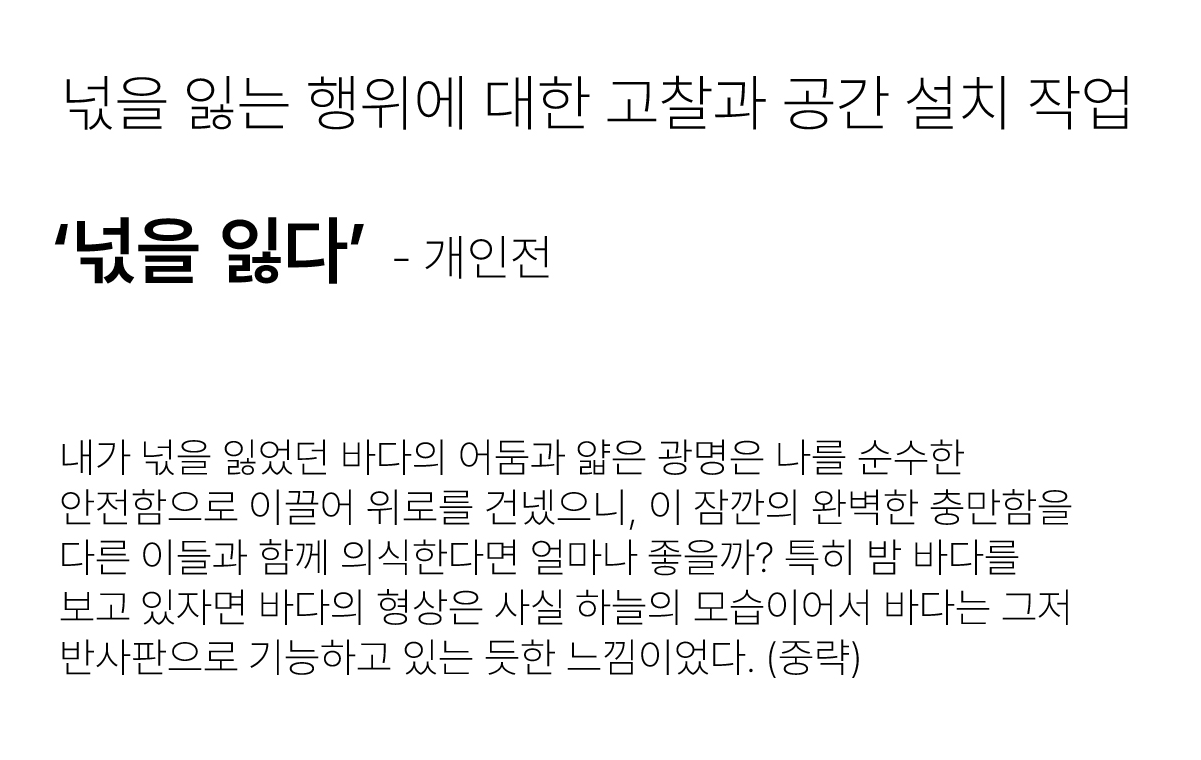 넋을 잃는 행위에 대한 고찰과 공간 설치 작업
‘넋을 잃다’ - 개인전
내가 넋을 잃었던 바다의 어둠과 얇은 광명은 나를 순수한
안전함으로 이끌어 위로를 건넸으니, 이 잠깐의 완벽한 충만함을
다른 이들과 함께 의식한다면 얼마나 좋을까? 특히 밤 바다를
보고 있자면 바다의 형상은 사실 하늘의 모습이어서 바다는 그저
반사판으로 기능하고 있는 듯한 느낌이었다. (중략)